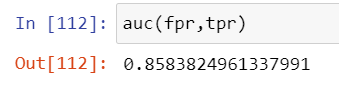 In [112]: auc(fpr,tpr)
Out[112]: 0.8583824961337991